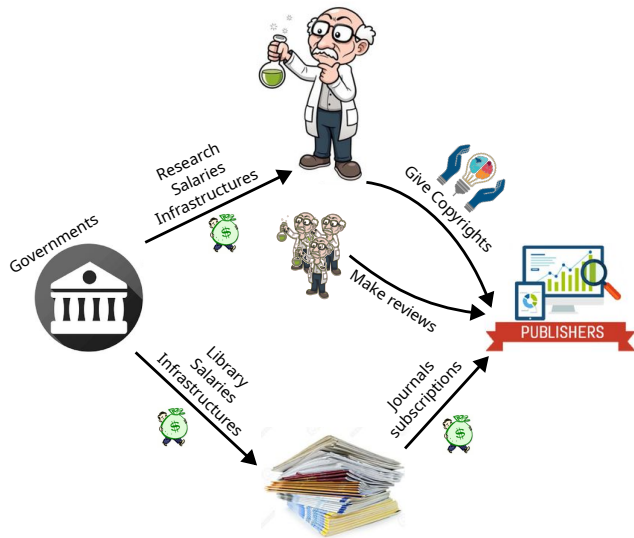 Research
Salaries
Infrastructures
Give Copyrights
Governments
Make reviews
PUBLISHERS
Library
Salaries
Infrastructures
Journals
subscriptions